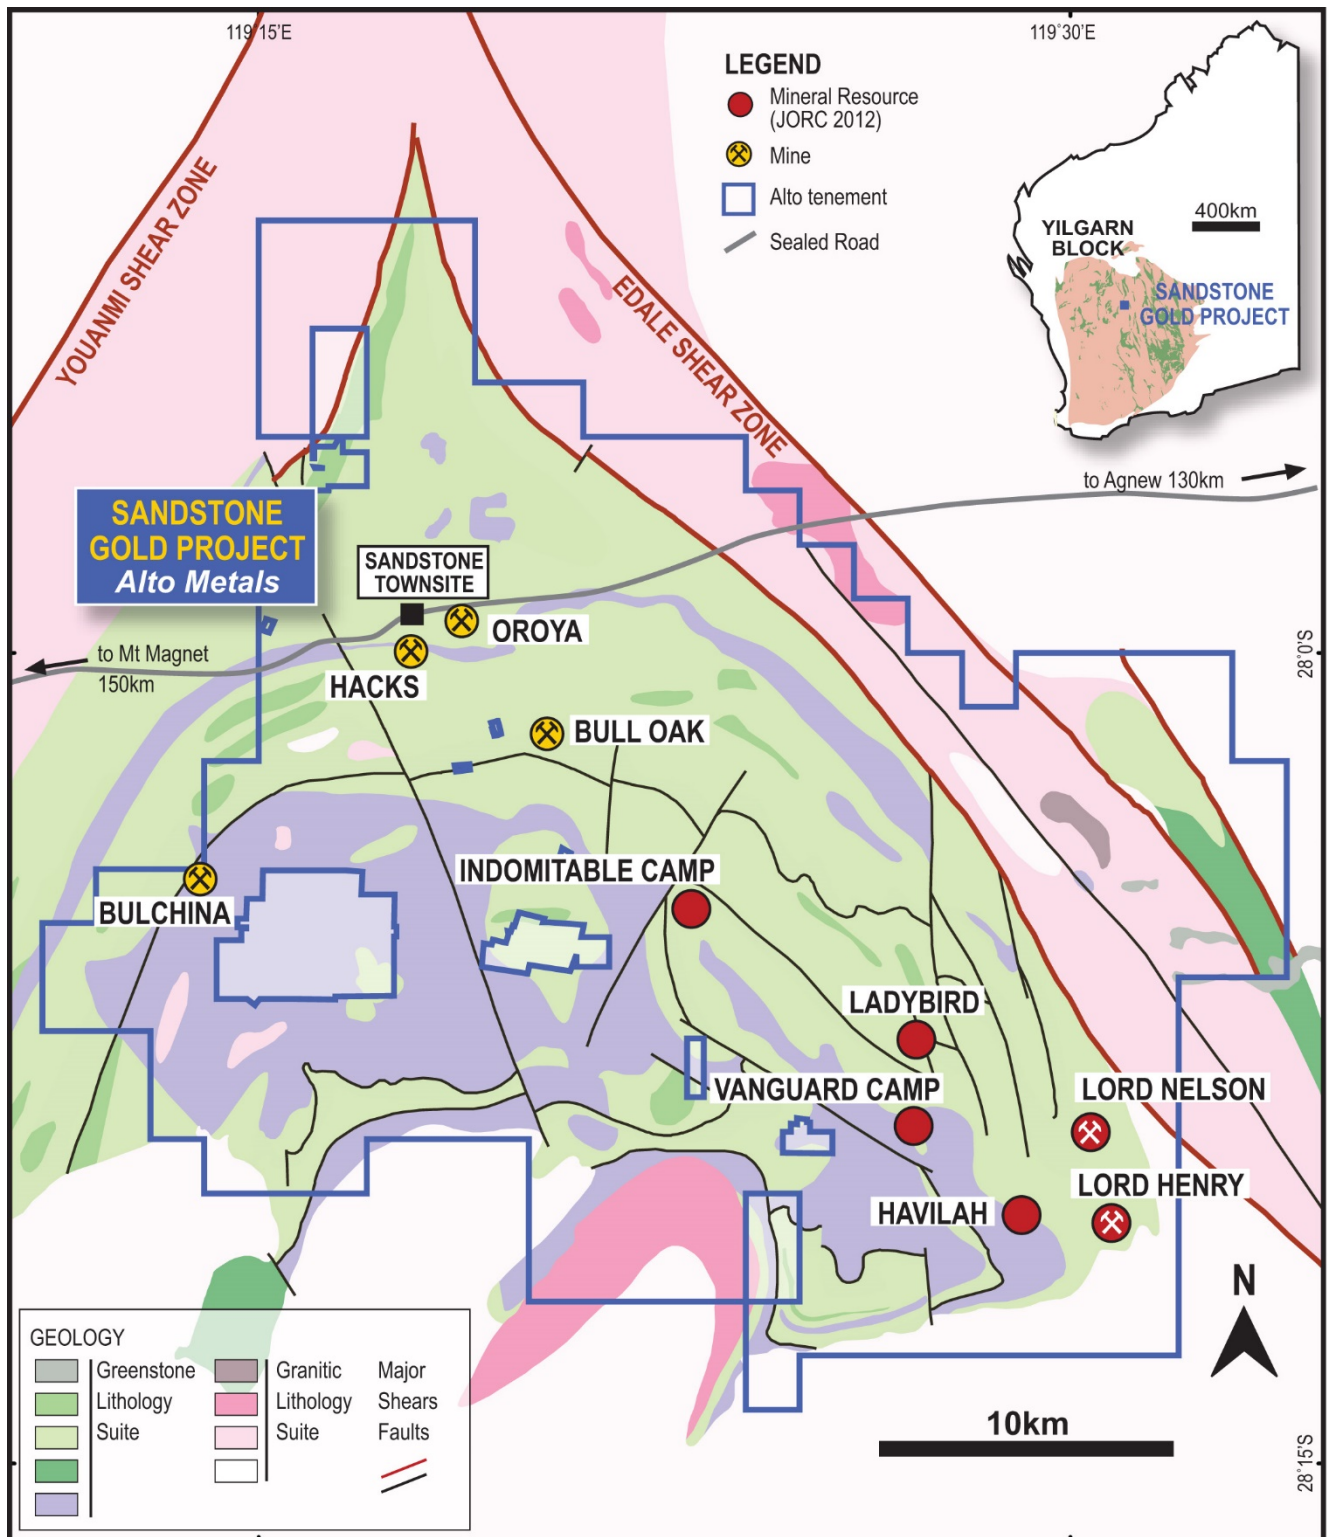 119°15'E
119°30'E
LEGEND
Mineral Resource
(JORC 2012)
Mine
Alto tenement
Sealed Road
400km
YILGARN
BLOCK
SANDSTONE
GOLD PROJECT
YOUANMI SHEAR ZONE
EDALE SHEAR ZONE
to Agnew 130km
SANDSTONE
GOLD PROJECT
Alto Metals
SANDSTONE
TOWNSITE
OROYA
HACKS
to Mt Magnet
150km
28°0'S
BULL OAK
INDOMITABLE CAMP
BULCHINA
LADYBIRD
VANGUARD CAMP
LORD NELSON
LORD HENRY
HAVILAH
N
10km
28°15'S
GEOLOGY
Greenstone
Lithology
Suite
Granitic
Lithology
Suite
Major
Shears
Faults